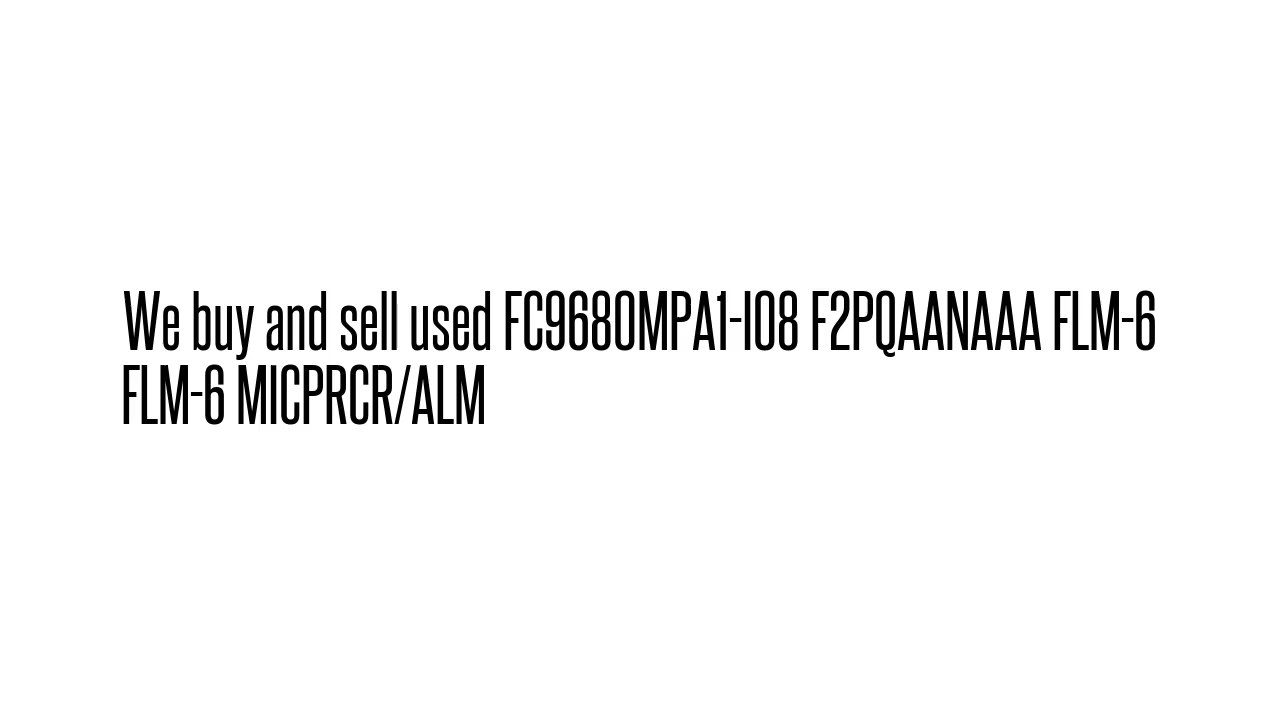 We buy and sell used FC9680MPA1-I08 F2PQAANAAA FLM-6
FLM-6 MICPRCR/ALM